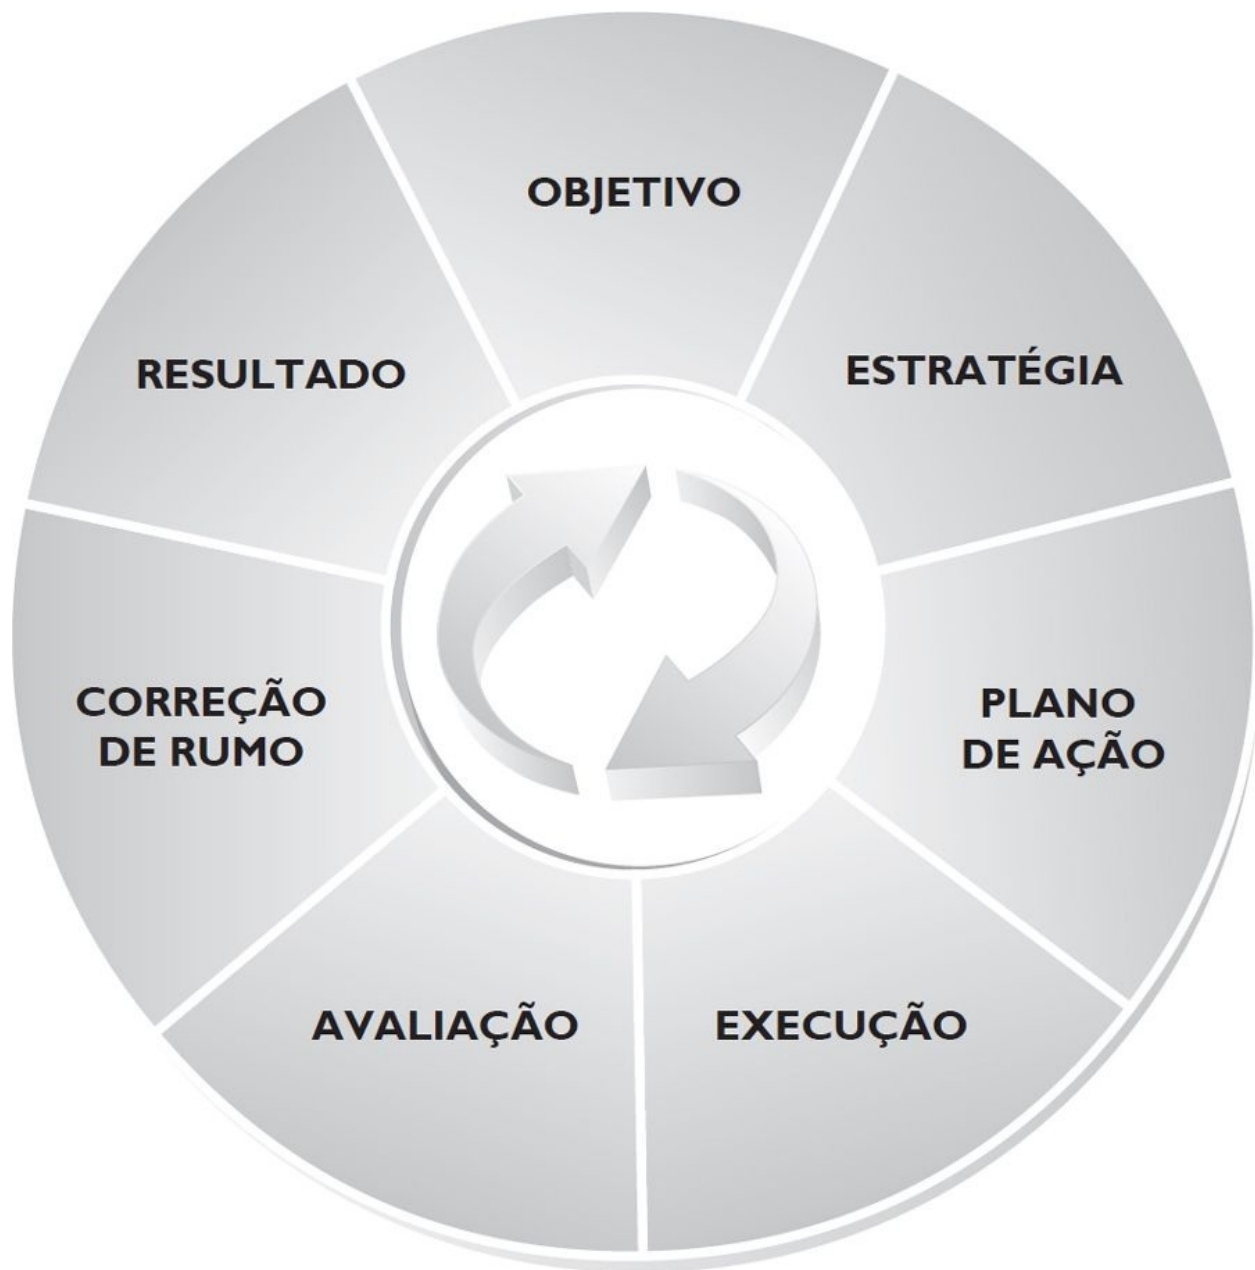 OBJETIVO
ESTRATÉGIA
PLANO
DE AÇÃO
EXECUÇÃO
AVALIAÇÃO
CORREÇÃO
DE RUMO
RESULTADO